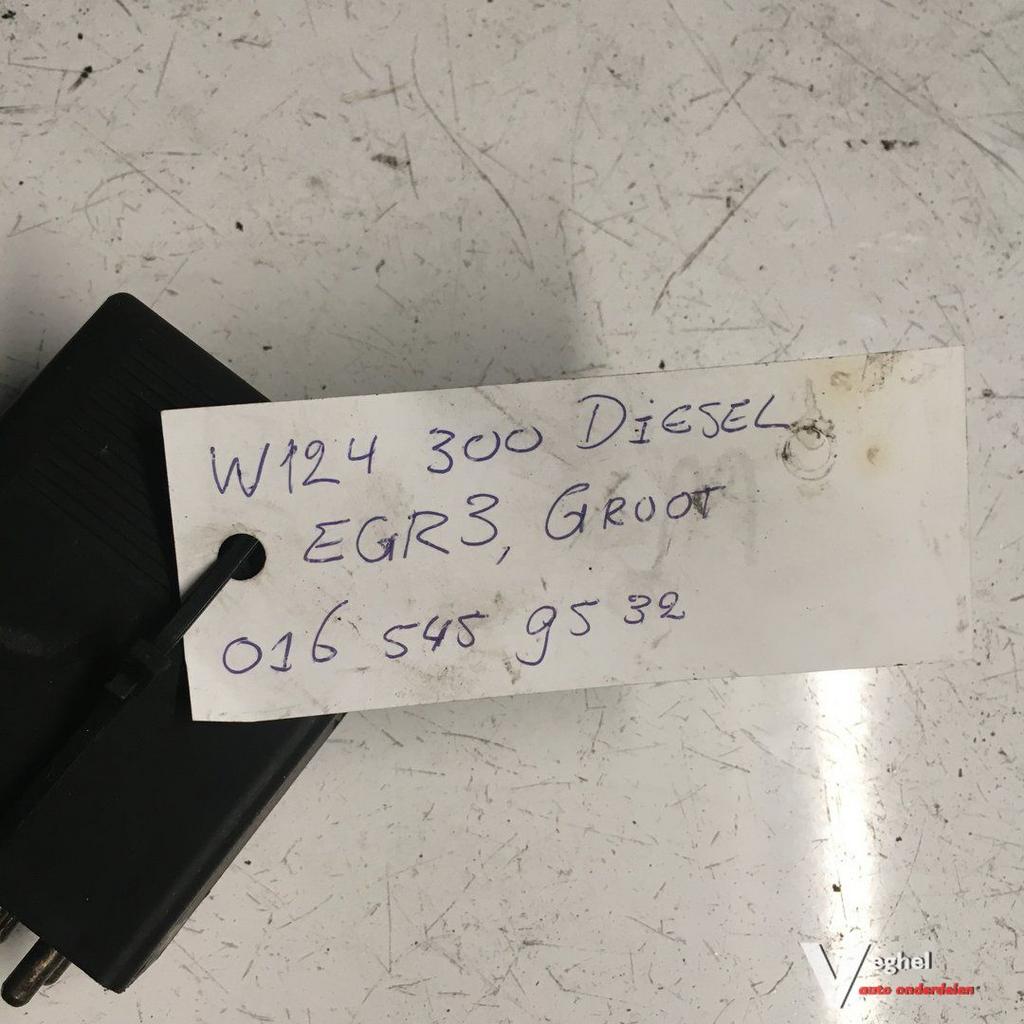 W124 300 DiESEL
EGR3, GROOT
016 545 95 32
Veghel
auto onderdelen